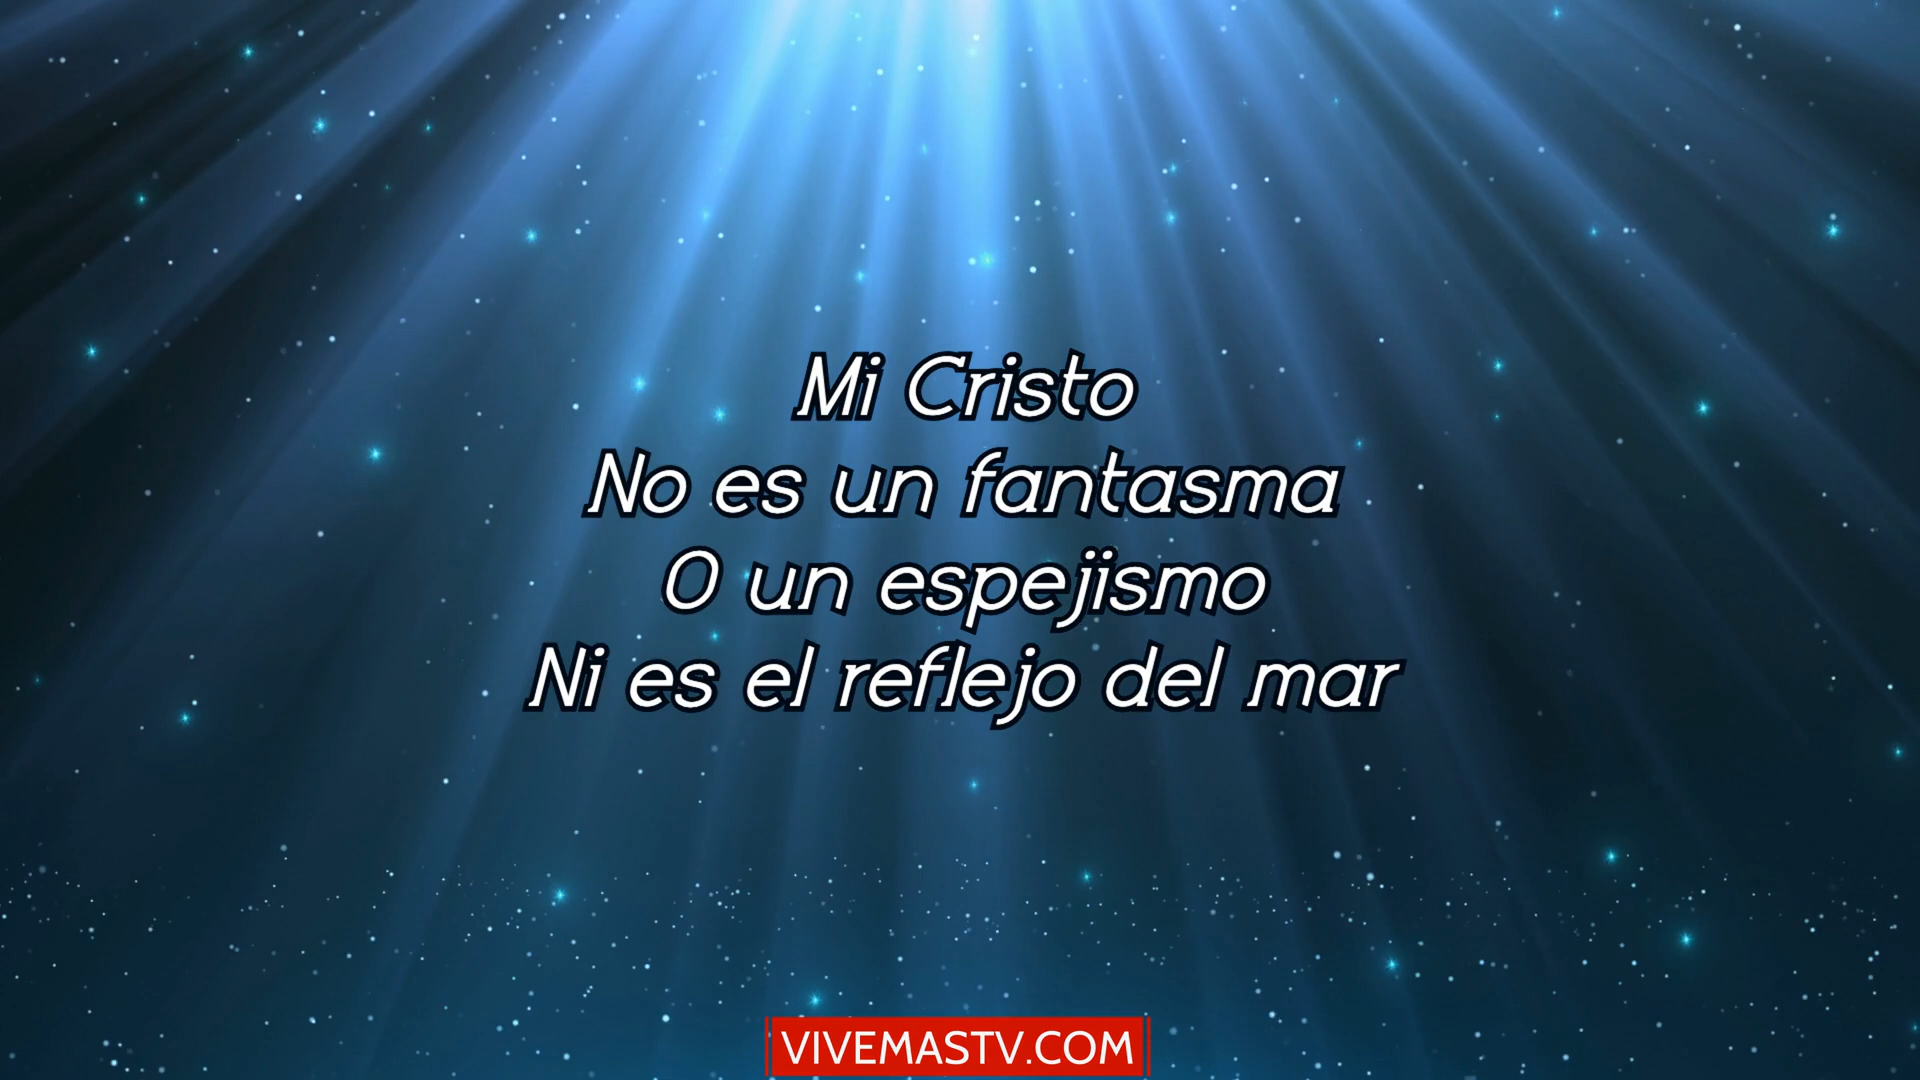 Mi Cristo
No es un fantasma
O un espejismo
Ni es el reflejo del mar
VIVEMASTV.COM